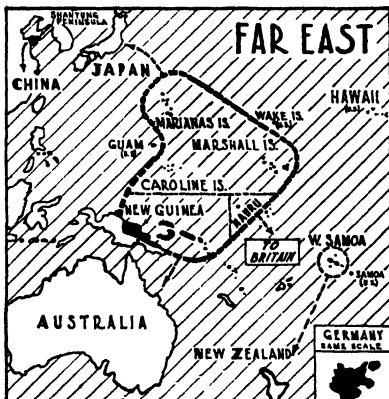 SHANTUNG
PENINSULA
FAR EAST
JAPAN
CHINA
HAWAII
(U.S.)
WAKE IS.
(U.S.)
MARIANAS IS.
GUAM
(U.S.)
MARSHALL IS.
CAROLINE IS.
NEW GUINEA
NAURU
TO
BRITAIN
W. SAMOA
SAMOA
(U.S.)
AUSTRALIA
NEW ZEALAND
GERMANY
SAME SCALE